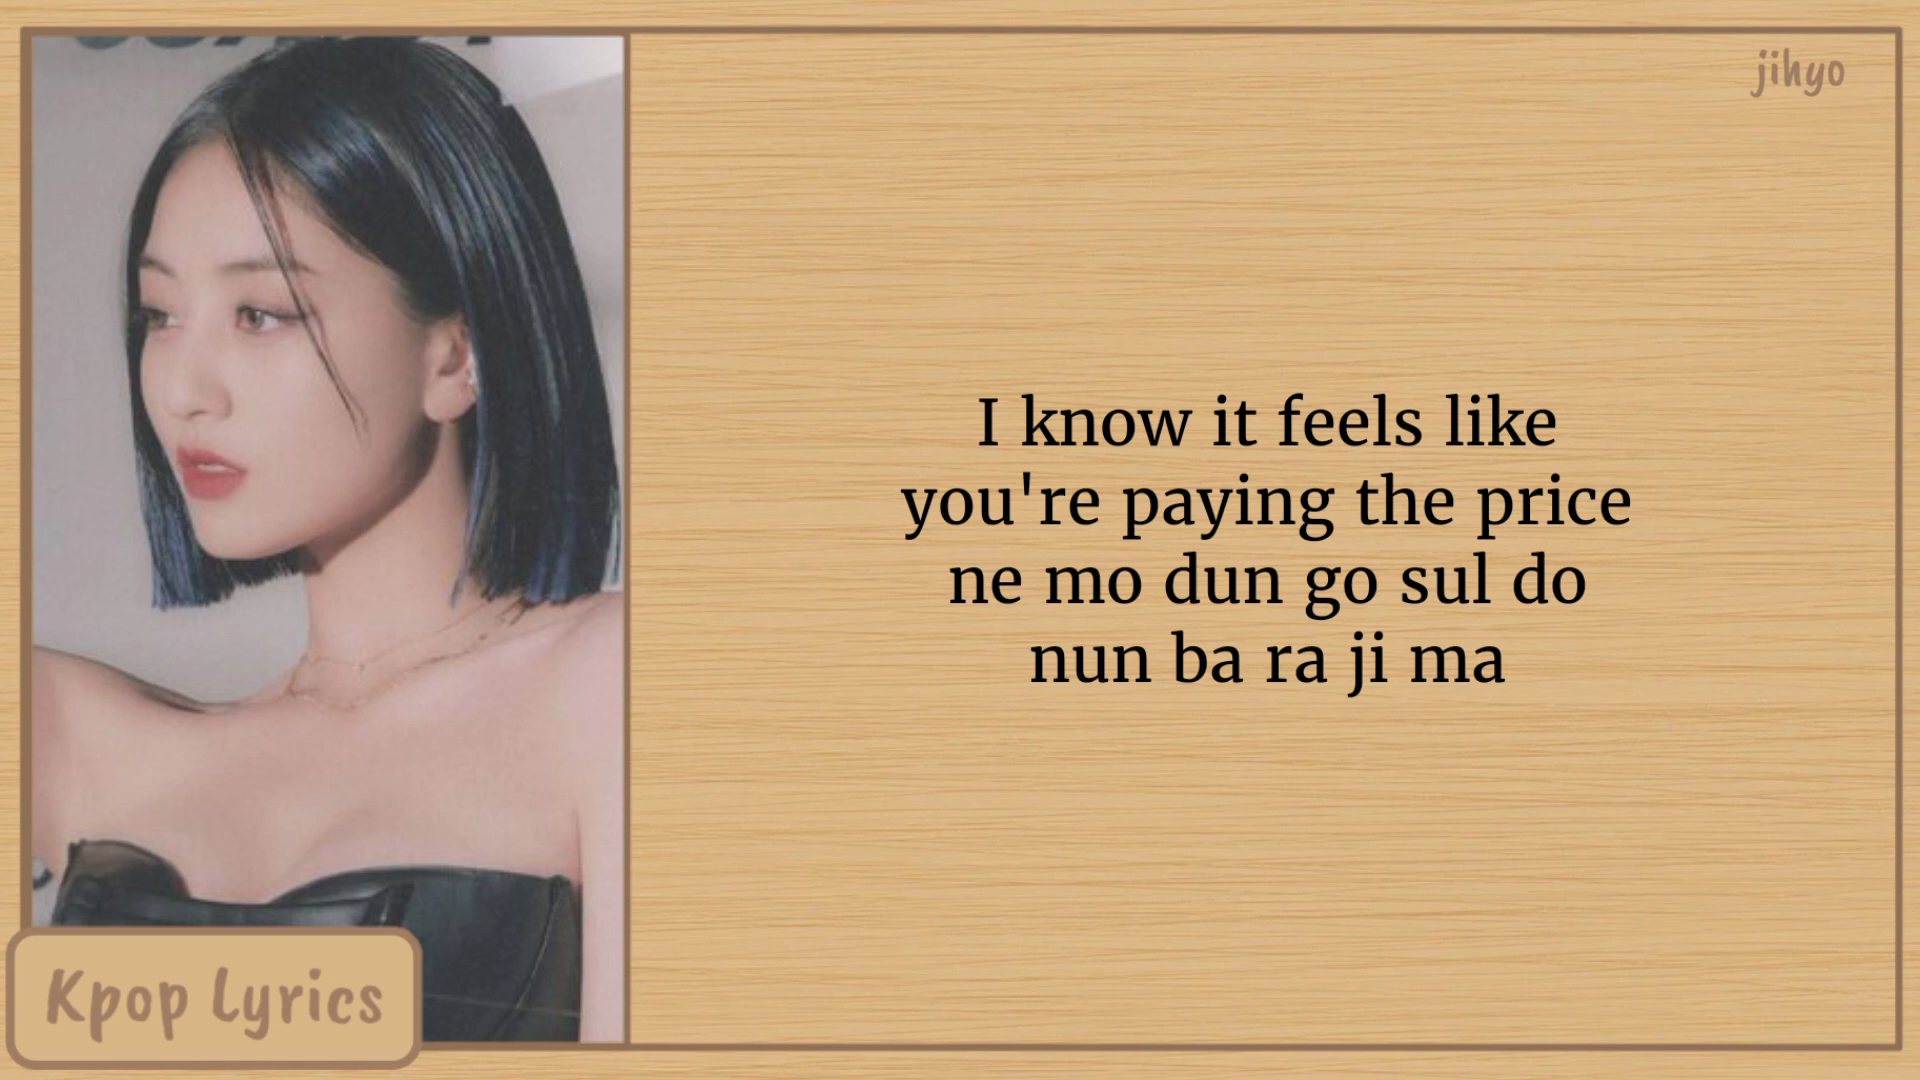 jihyo
I know it feels like
you're paying the price
ne mo dun go sul do
nun ba ra ji ma
Kpop Lyrics